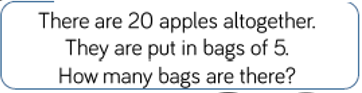 There are 20 apples altogether.
They are put in bags of 5.
How many bags are there?